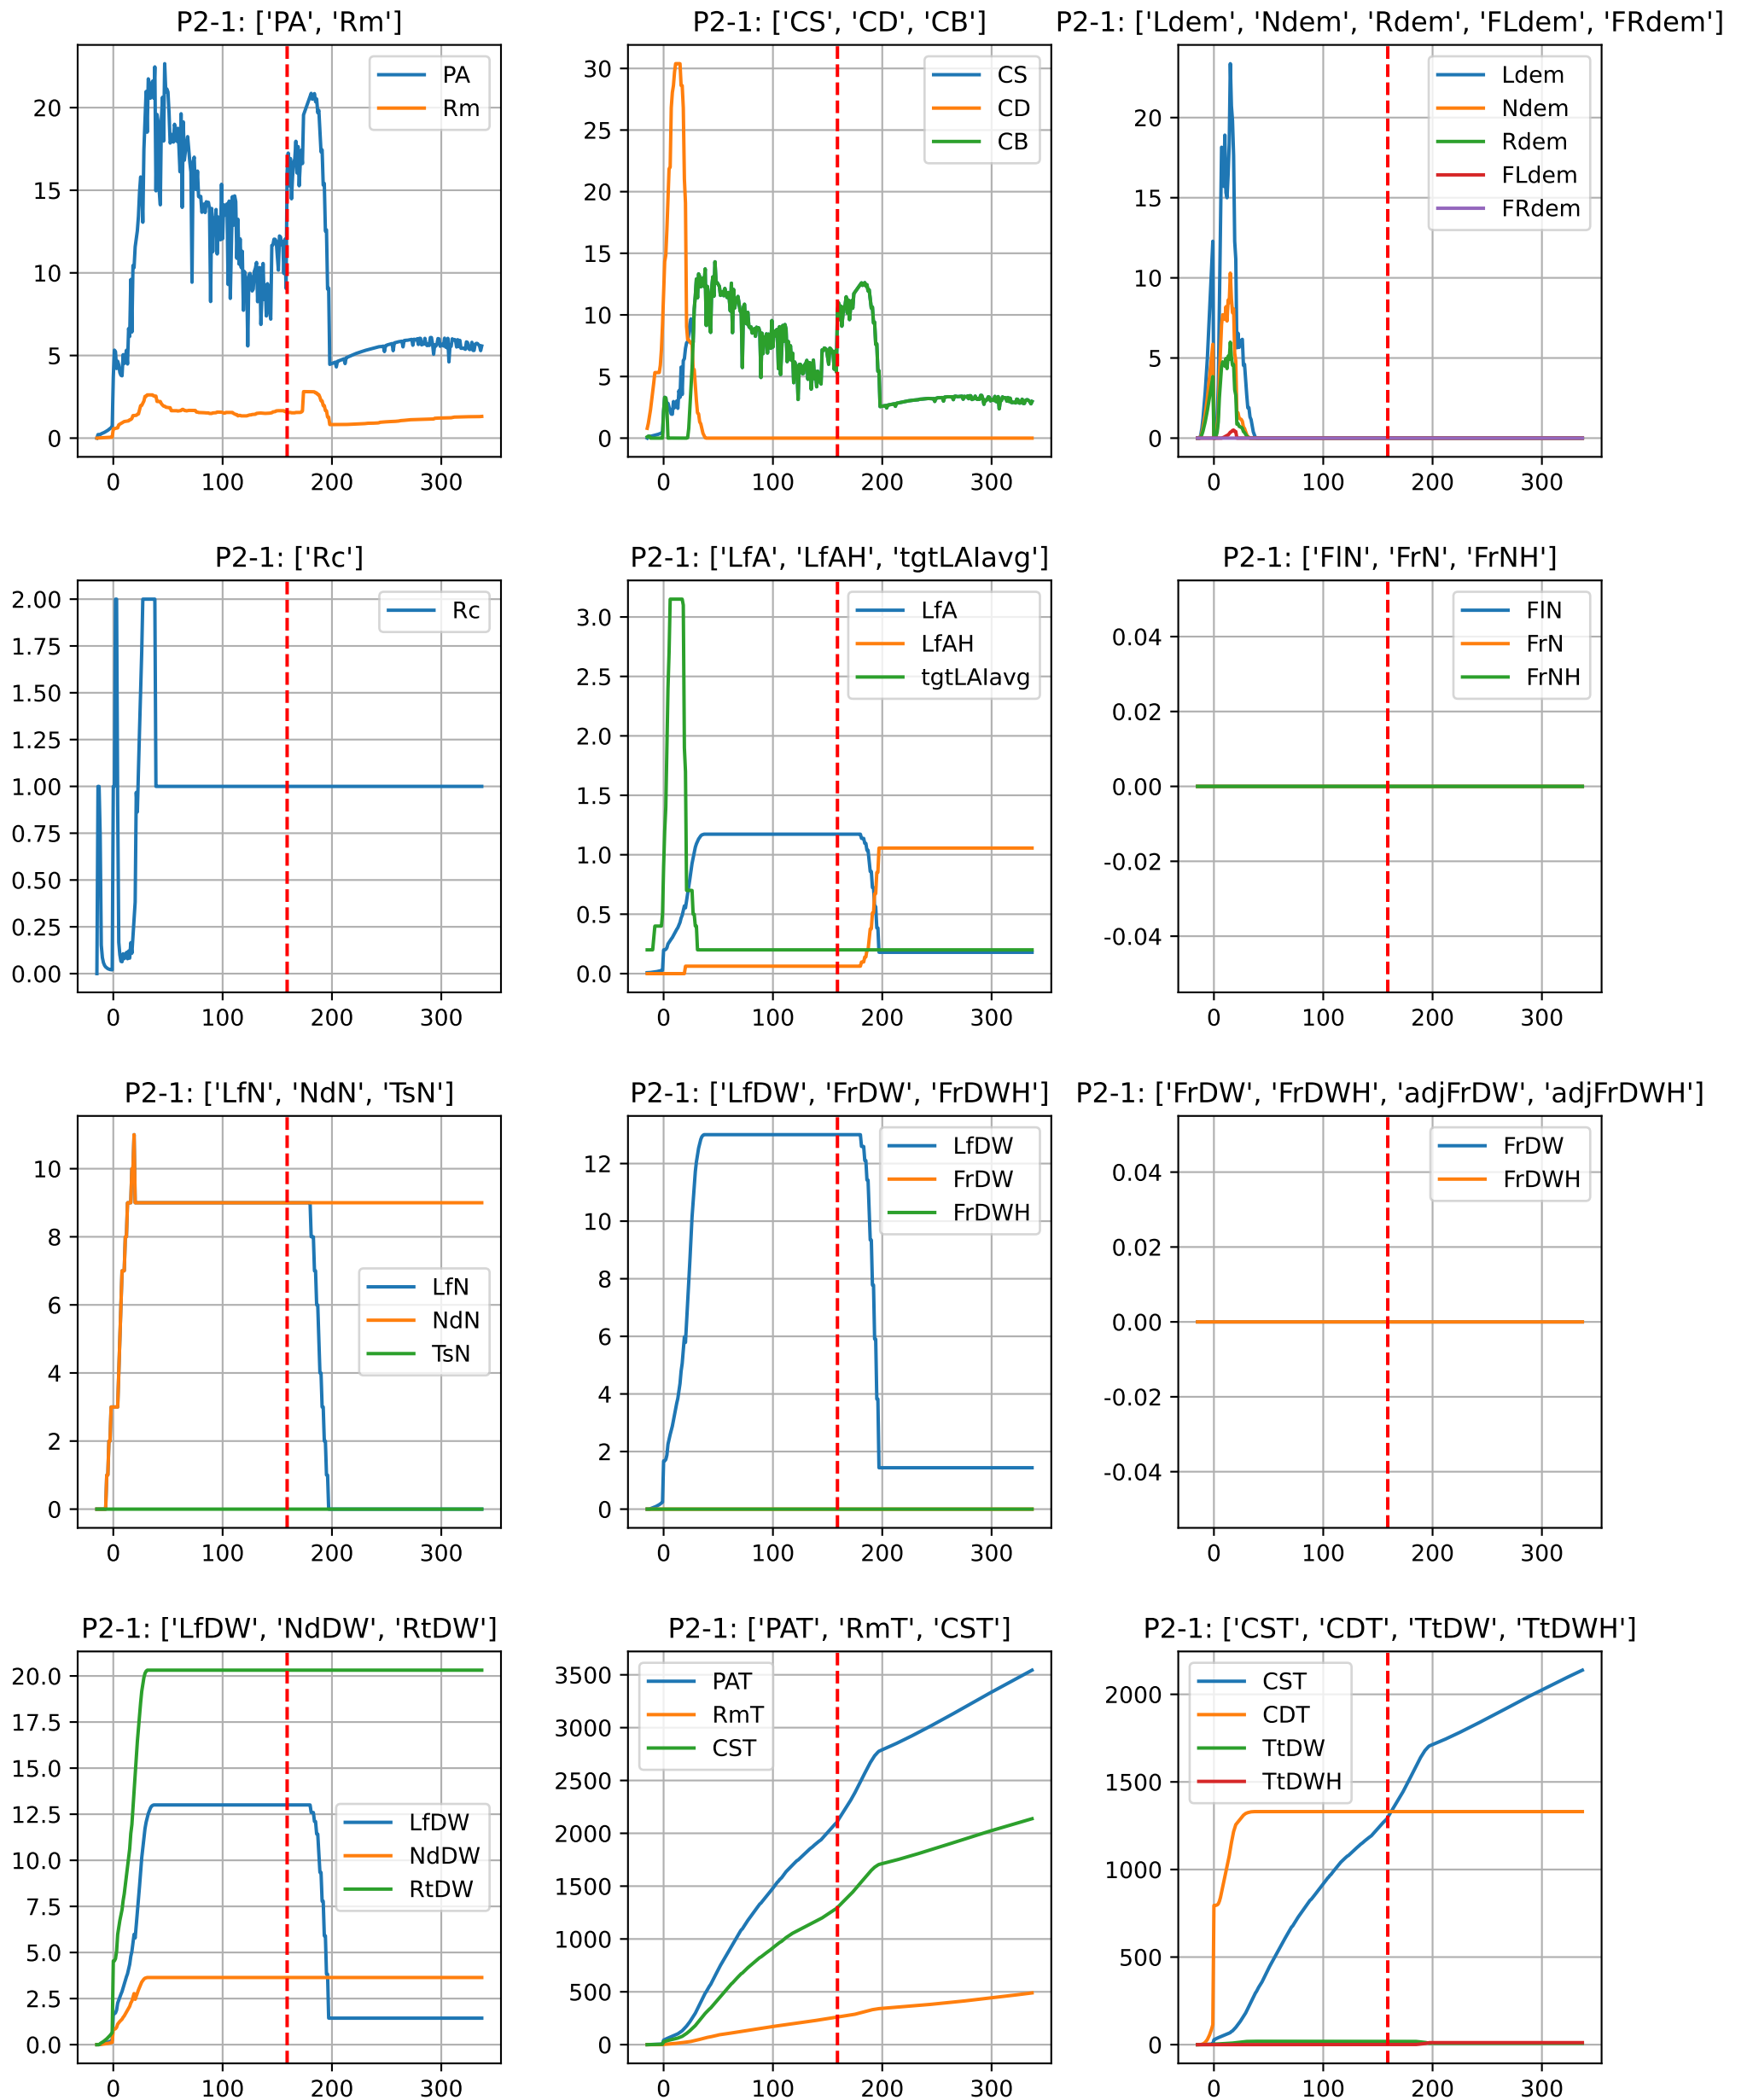 P2-1: ['PA', 'Rm']
P2-1: ['CS', 'CD', 'CB']
P2-1: ['Ldem', 'Ndem', 'Rdem', 'FLdem', 'FRdem']
PA
Rm
20
15
10
5
0
0 100 200 300
CS
CD
CB
30
25
20
15
10
5
0
0 100 200 300
Ldem
Ndem
Rdem
FLdem
FRdem
20
15
10
5
0
0 100 200 300
P2-1: ['Rc']
P2-1: ['LfA', 'LfAH', 'tgtLAIavg']
P2-1: ['FlN', 'FrN', 'FrNH']
Rc
2.00
1.75
1.50
1.25
1.00
0.75
0.50
0.25
0.00
0 100 200 300
LfA
LfAH
tgtLAIavg
3.0
2.5
2.0
1.5
1.0
0.5
0.0
0 100 200 300
FlN
FrN
FrNH
0.04
0.02
0.00
-0.02
-0.04
0 100 200 300
P2-1: ['LfN', 'NdN', 'TsN']
P2-1: ['LfDW', 'FrDW', 'FrDWH']
P2-1: ['FrDW', 'FrDWH', 'adjFrDW', 'adjFrDWH']
LfN
NdN
TsN
10
8
6
4
2
0
0 100 200 300
LfDW
FrDW
FrDWH
12
10
8
6
4
2
0
0 100 200 300
FrDW
FrDWH
0.04
0.02
0.00
-0.02
-0.04
0 100 200 300
P2-1: ['LfDW', 'NdDW', 'RtDW']
P2-1: ['PAT', 'RmT', 'CST']
P2-1: ['CST', 'CDT', 'TtDW', 'TtDWH']
LfDW
NdDW
RtDW
20.0
17.5
15.0
12.5
10.0
7.5
5.0
2.5
0.0
0 100 200 300
PAT
RmT
CST
3500
3000
2500
2000
1500
1000
500
0
0 100 200 300
CST
CDT
TtDW
TtDWH
2000
1500
1000
500
0
0 100 200 300